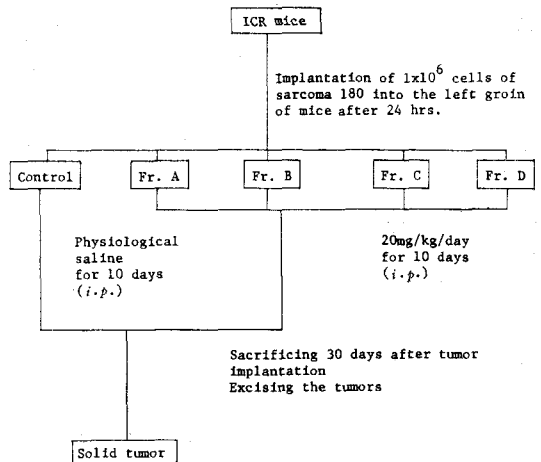 ICR mice
Implantation of 1x10⁶ cells of
sarcoma 180 into the left groin
of mice after 24 hrs.
Control
Fr. A
Fr. B
Fr. C
Fr. D
Physiological
saline
for 10 days
(i.p.)
20mg/kg/day
for 10 days
(i.p.)
Sacrificing 30 days after tumor
implantation
Excising the tumors
Solid tumor